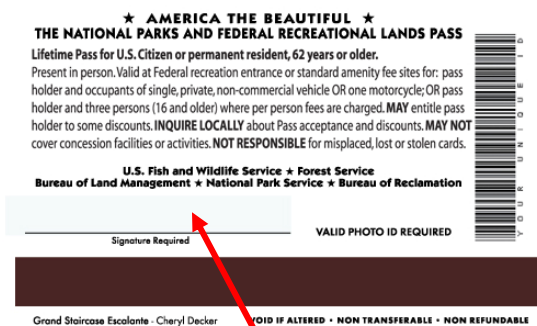 ★ AMERICA THE BEAUTIFUL ★
THE NATIONAL PARKS AND FEDERAL RECREATIONAL LANDS PASS
Lifetime Pass for U.S. Citizen or permanent resident, 62 years or older.
Present in person. Valid at Federal recreation entrance or standard amenity fee sites for: pass
holder and occupants of single, private, non-commercial vehicle OR one motorcycle; OR pass
holder and three persons (16 and older) where per person fees are charged. MAY entitle pass
holder to some discounts. INQUIRE LOCALLY about Pass acceptance and discounts. MAY NOT
cover concession facilities or activities. NOT RESPONSIBLE for misplaced, lost or stolen cards.
U.S. Fish and Wildlife Service ★ Forest Service
Bureau of Land Management ★ National Park Service ★ Bureau of Reclamation
Signature Required
VALID PHOTO ID REQUIRED
YOUR UNIQUE ID
Grand Staircase Escalante - Cheryl Decker
VOID IF ALTERED • NON TRANSFERABLE • NON REFUNDABLE